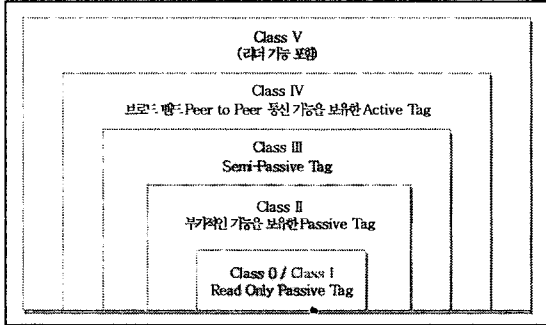 Class V
(리더 기능 포함)
Class Ⅳ
브로드 밴드 Peer to Peer 통신 기능을 보유한 Active Tag
Class Ⅲ
Semi-Passive Tag
Class Ⅱ
부가적인 기능을 보유한 Passive Tag
Class 0 / Class Ⅰ
Read Only Passive Tag